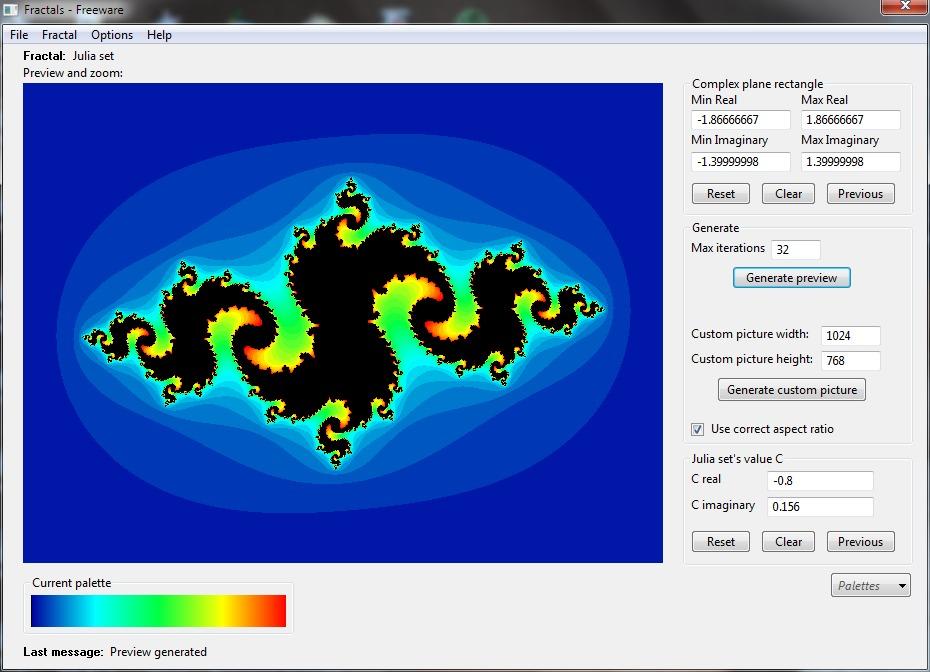 Fractals - Freeware
File Fractal Options Help
Fractal: Julia set
Preview and zoom:
Complex plane rectangle
Min Real Max Real
-1.86666667 1.86666667
Min Imaginary Max Imaginary
-1.39999998 1.39999998
Reset Clear Previous
Generate
Max iterations 32
Generate preview
Custom picture width: 1024
Custom picture height: 768
Generate custom picture
Use correct aspect ratio
Julia set's value C
C real -0.8
C imaginary 0.156
Reset Clear Previous
Palettes
Current palette
Last message: Preview generated